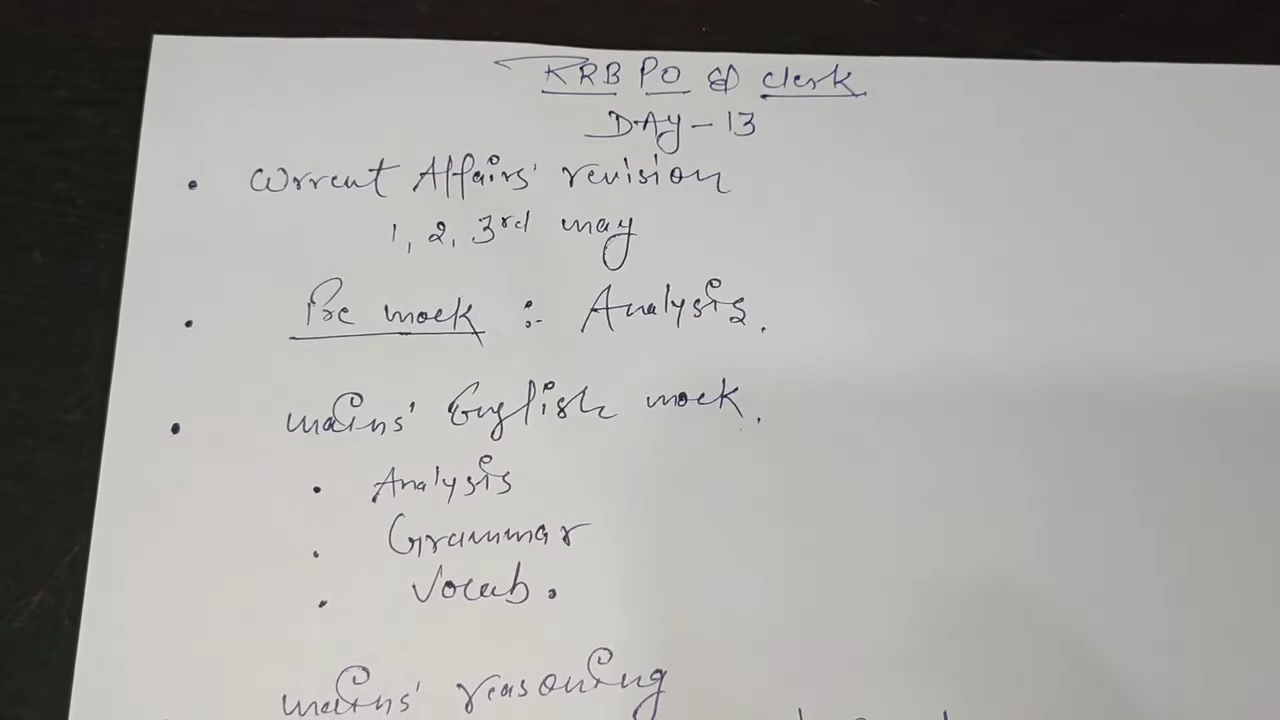 RRB PO & clerk
DAY - 13
• Current Affairs' revision
1, 2, 3rd may
• Pre mock :- Analysis.
• mains' English mock.
• Analysis
• Grammar
• Vocab.
mains' reasoning